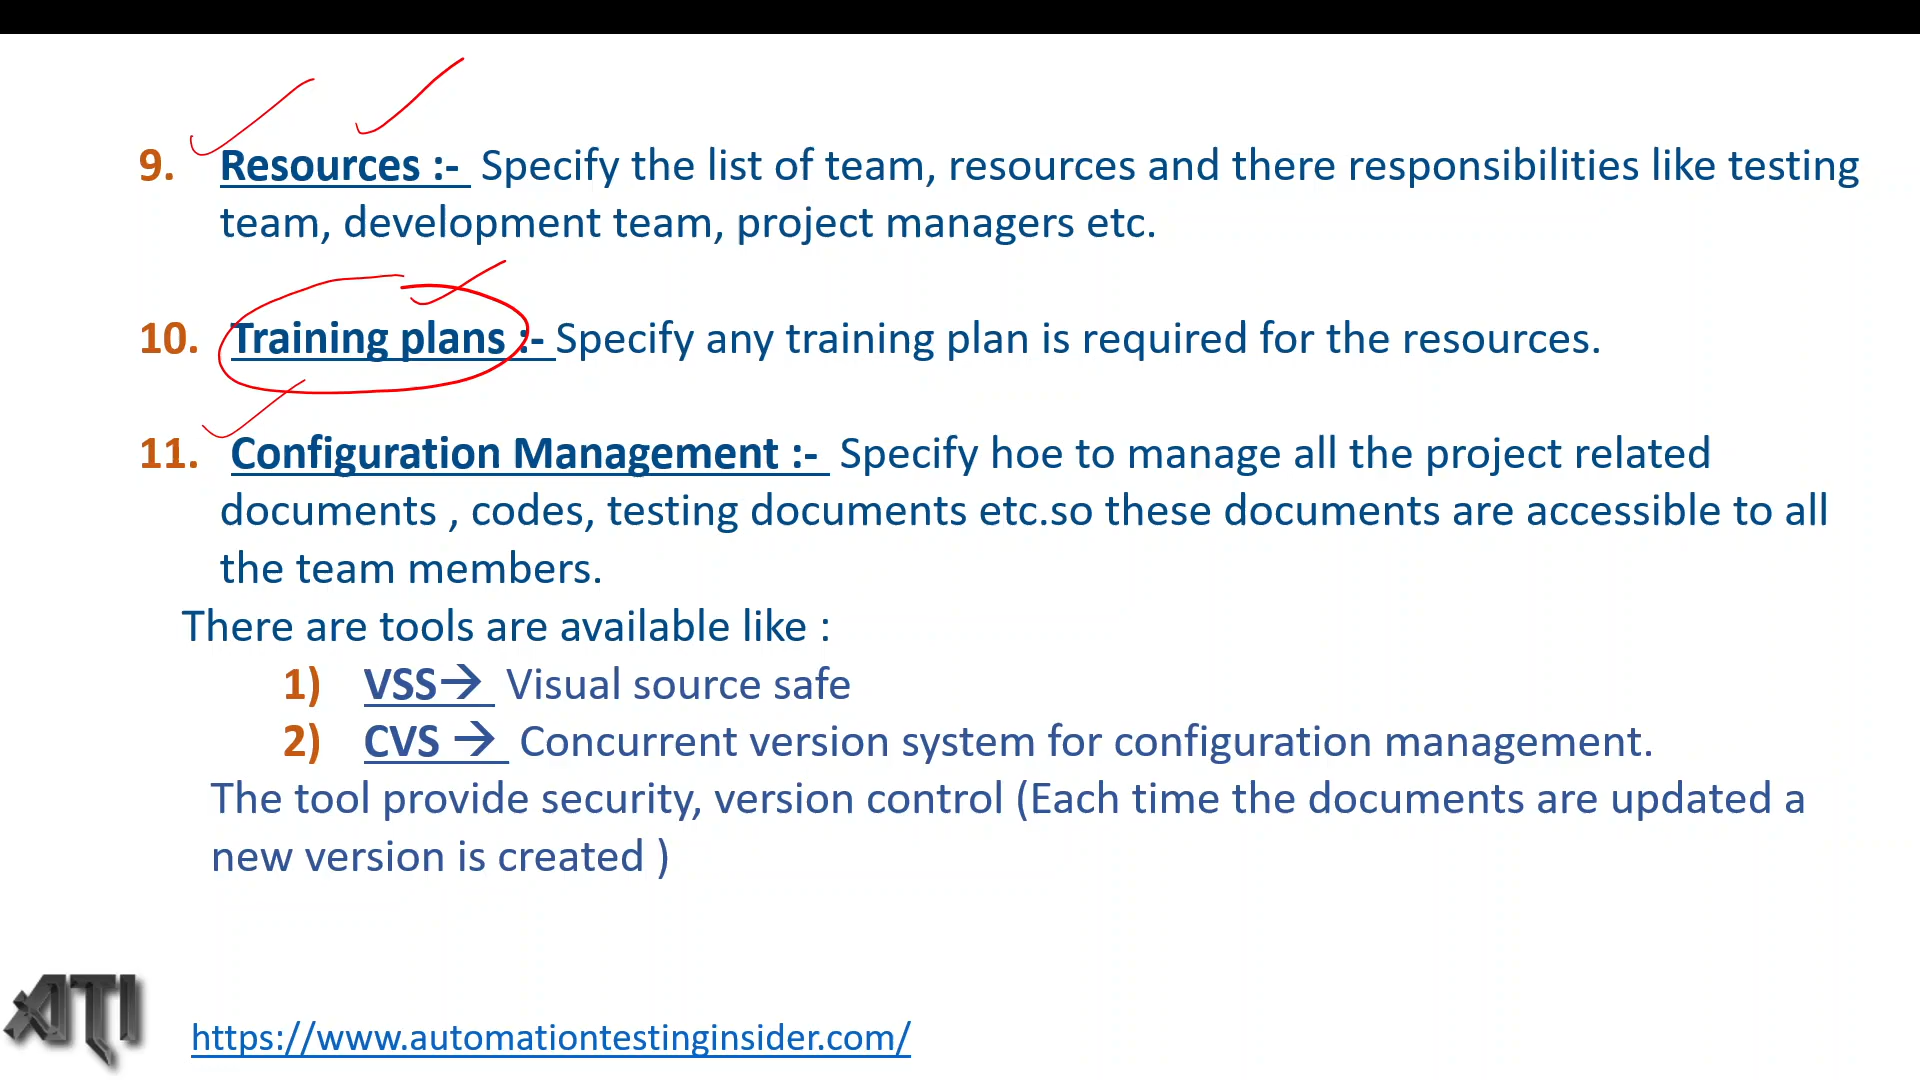 9. Resources :- Specify the list of team, resources and there responsibilities like testing
team, development team, project managers etc.
10. Training plans :- Specify any training plan is required for the resources.
11. Configuration Management :- Specify hoe to manage all the project related
documents , codes, testing documents etc.so these documents are accessible to all
the team members.
There are tools are available like :
1) VSS→ Visual source safe
2) CVS → Concurrent version system for configuration management.
The tool provide security, version control (Each time the documents are updated a
new version is created )
ATI
https://www.automationtestinginsider.com/